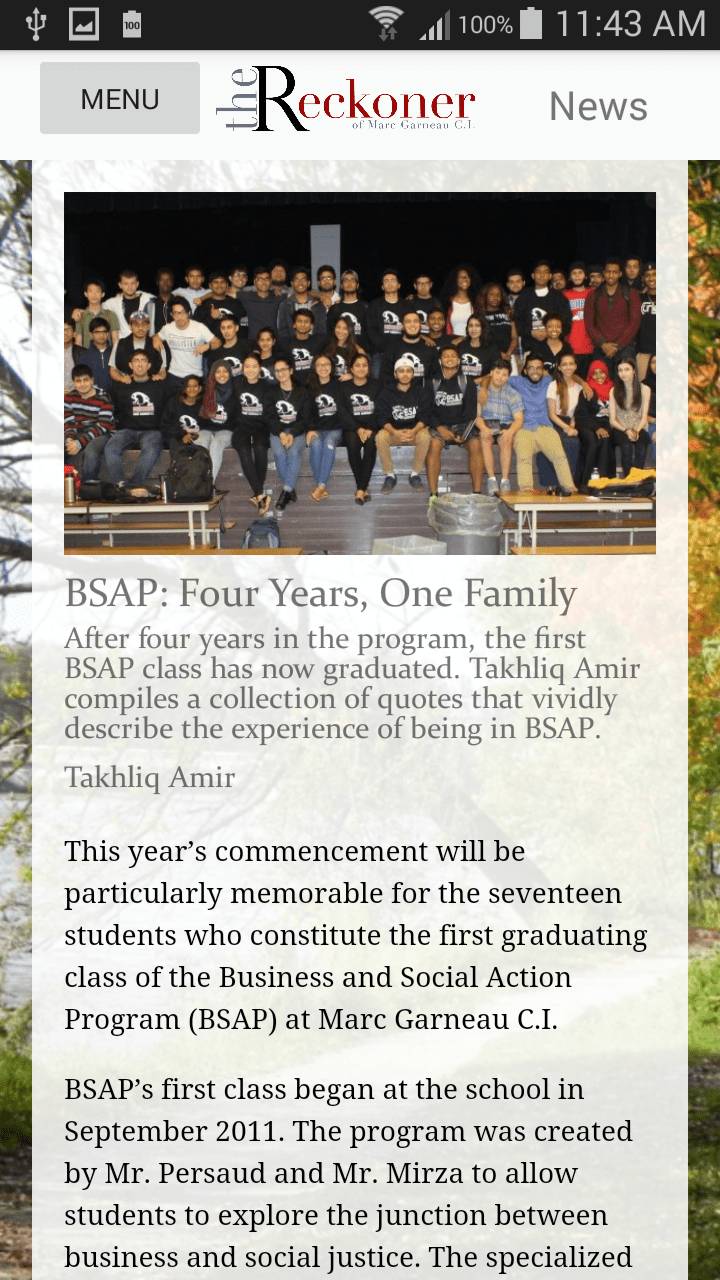 100
100%
11:43 AM
MENU
the Reckoner
of Marc Garneau C.I.
News
BSAP: Four Years, One Family
After four years in the program, the first
BSAP class has now graduated. Takhliq Amir
compiles a collection of quotes that vividly
describe the experience of being in BSAP.
Takhliq Amir
This year’s commencement will be
particularly memorable for the seventeen
students who constitute the first graduating
class of the Business and Social Action
Program (BSAP) at Marc Garneau C.I.
BSAP’s first class began at the school in
September 2011. The program was created
by Mr. Persaud and Mr. Mirza to allow
students to explore the junction between
business and social justice. The specialized